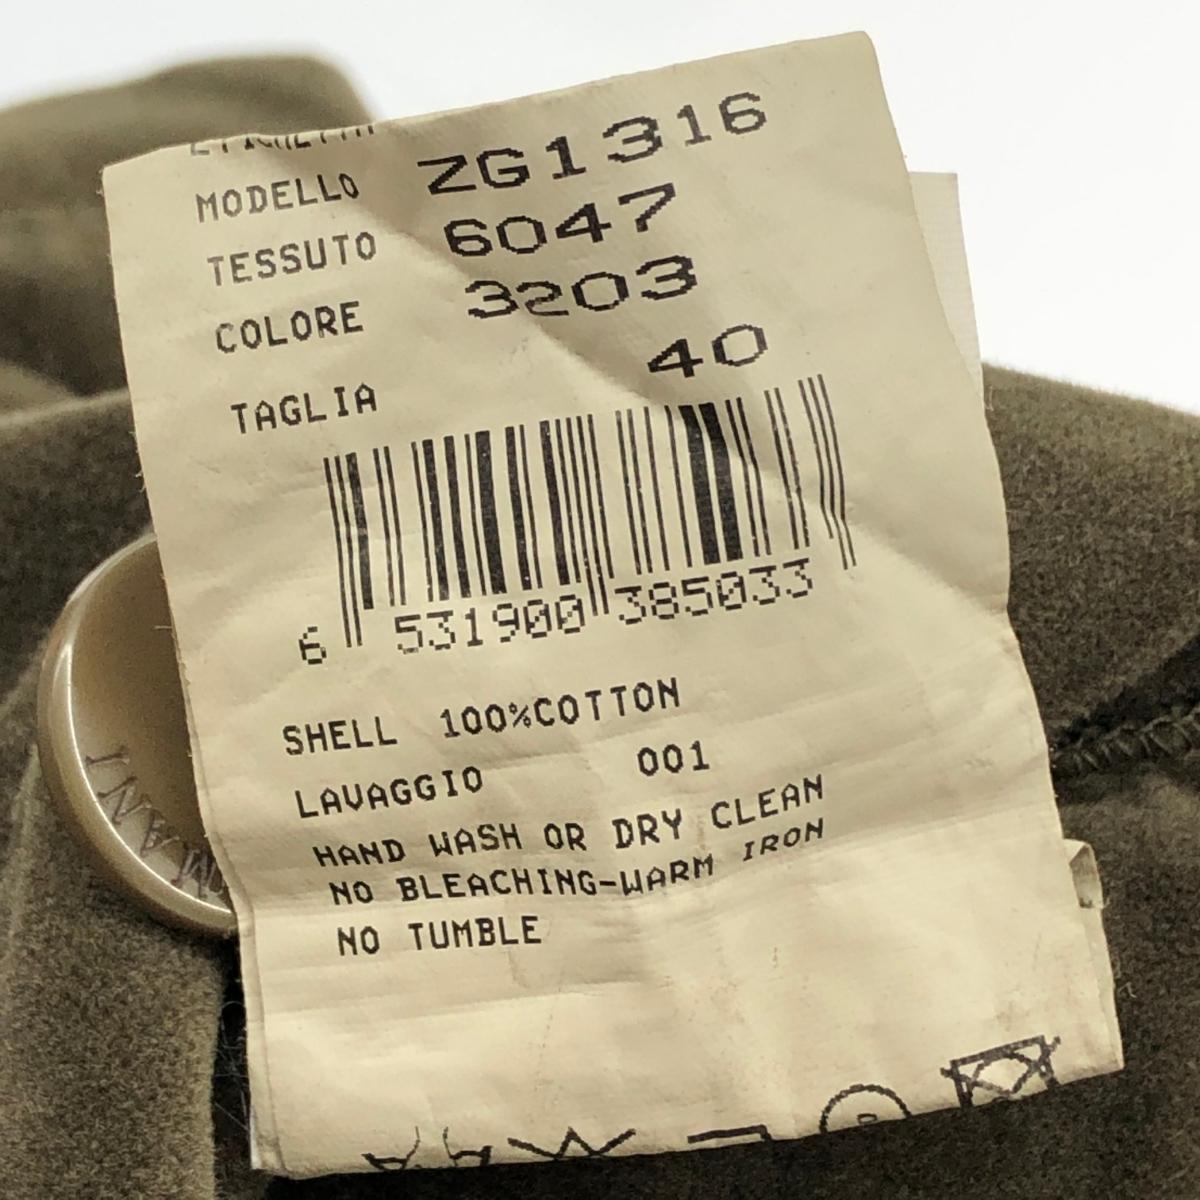 MODELLO ZG1316
TESSUTO 6047
COLORE 3203
TAGLIA 40
6 531900 385033
SHELL 100%COTTON
LAVAGGIO 001
HAND WASH OR DRY CLEAN
NO BLEACHING-WARM IRON
NO TUMBLE